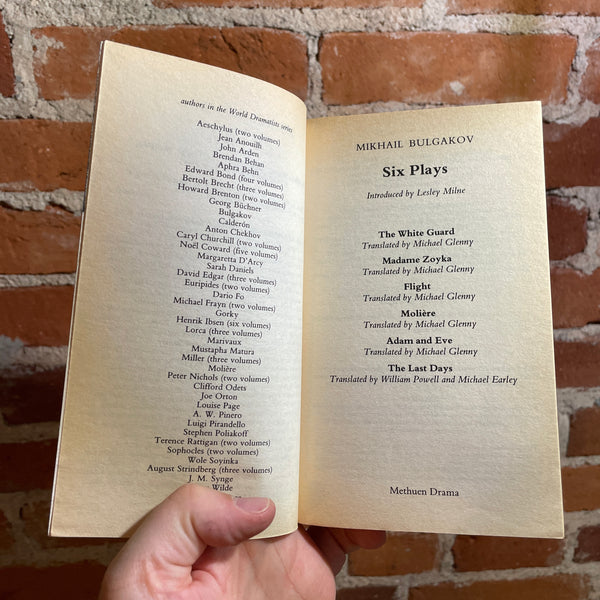 authors in the World Dramatists series
Aeschylus (two volumes)
Jean Anouilh
John Arden
Brendan Behan
Aphra Behn
Edward Bond (four volumes)
Bertolt Brecht (three volumes)
Howard Brenton (two volumes)
Georg Büchner
Bulgakov
Calderón
Anton Chekhov
Caryl Churchill (two volumes)
Noël Coward (five volumes)
Margaretta D'Arcy
Sarah Daniels
David Edgar (three volumes)
Euripides (two volumes)
Dario Fo
Michael Frayn (two volumes)
Gorky
Henrik Ibsen (six volumes)
Lorca (three volumes)
Marivaux
Mustapha Matura
Miller (three volumes)
Molière
Peter Nichols (two volumes)
Clifford Odets
Joe Orton
Louise Page
A. W. Pinero
Luigi Pirandello
Stephen Poliakoff
Terence Rattigan (two volumes)
Sophocles (two volumes)
Wole Soyinka
August Strindberg (three volumes)
J. M. Synge
Wilde
MIKHAIL BULGAKOV
Six Plays
Introduced by Lesley Milne
The White Guard
Translated by Michael Glenny
Madame Zoyka
Translated by Michael Glenny
Flight
Translated by Michael Glenny
Molière
Translated by Michael Glenny
Adam and Eve
Translated by Michael Glenny
The Last Days
Translated by William Powell and Michael Earley
Methuen Drama